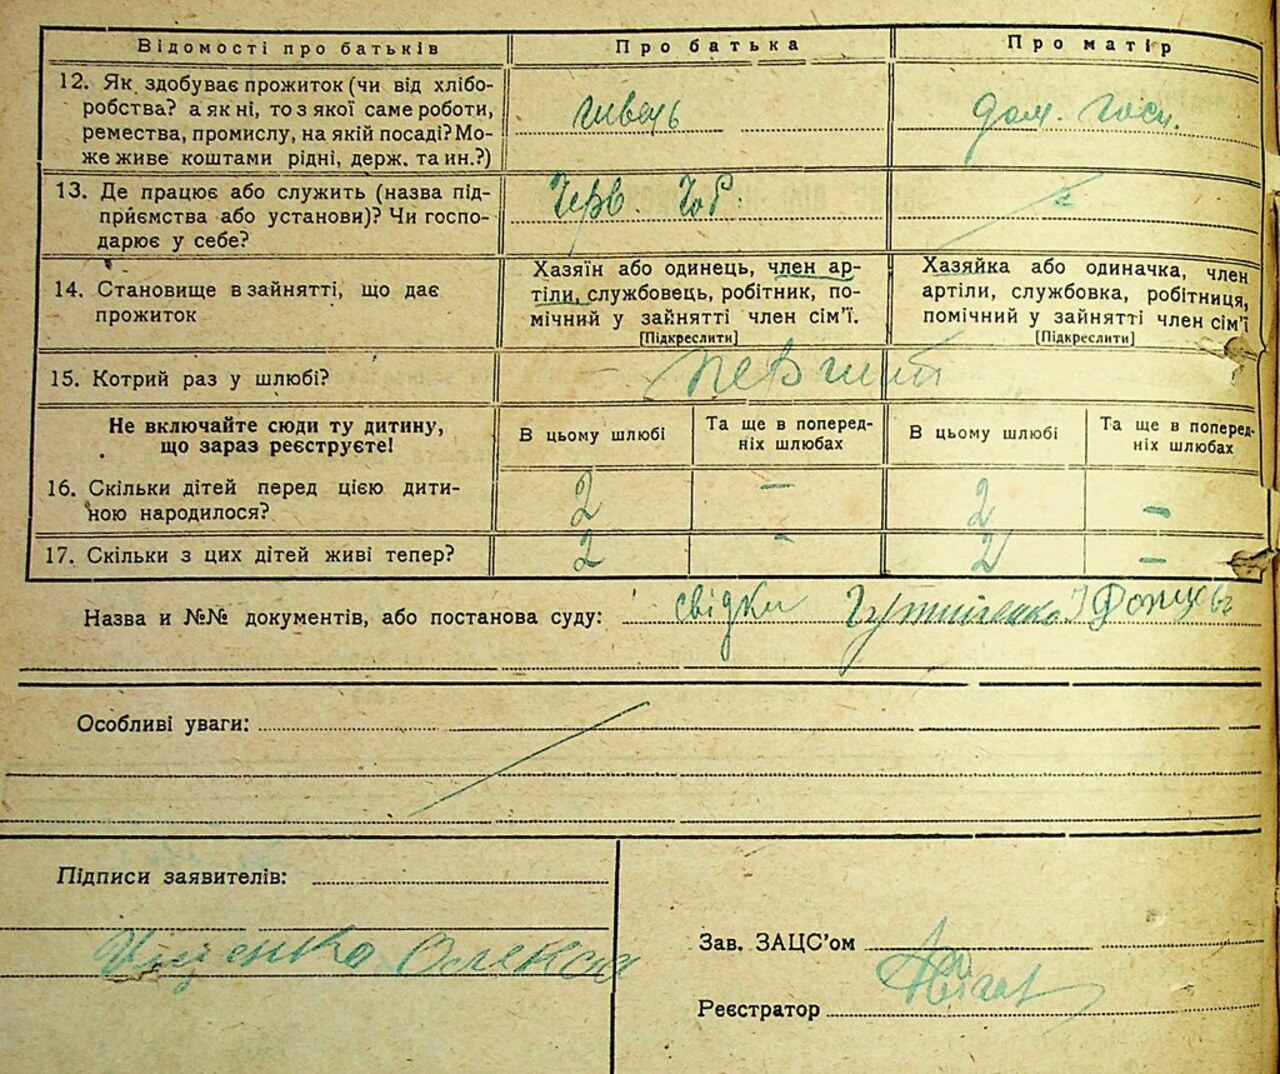 Відомості про батьків
Про батька
Про матір
12. Як здобуває прожиток (чи від хлібо-
робства? а як ні, то з якої саме роботи,
ремества, промислу, на якій посаді? Мо-
же живе коштами рідні, держ. та ин.?)
швець
дом. госп.
13. Де працює або служить (назва під-
приємства або установи)? Чи госпо-
дарює у себе?
Черв. Чоб.
14. Становище в зайнятті, що дає
прожиток
Хазяїн або одинець, член ар-
тіли, службовець, робітник, по-
мічний у зайнятті член сім'ї.
[Підкреслити]
Хазяйка або одиначка, член
артіли, службовка, робітниця,
помічний у зайнятті член сім'ї
[Підкреслити]
15. Котрий раз у шлюбі?
первший
Не включайте сюди ту дитину,
що зараз реєструєте!
В цьому шлюбі
Та ще в поперед-
ніх шлюбах
В цьому шлюбі
Та ще в поперед-
ніх шлюбах
16. Скільки дітей перед цією дити-
ною народилося?
2 - 2 -
17. Скільки з цих дітей живі тепер?
2 - 2 -
Назва и №№ документів, або постанова суду: свідки
Особливі уваги:
Підписи заявителів:
Іщенко Олекса
Зав. ЗАЦС'ом
Реєстратор